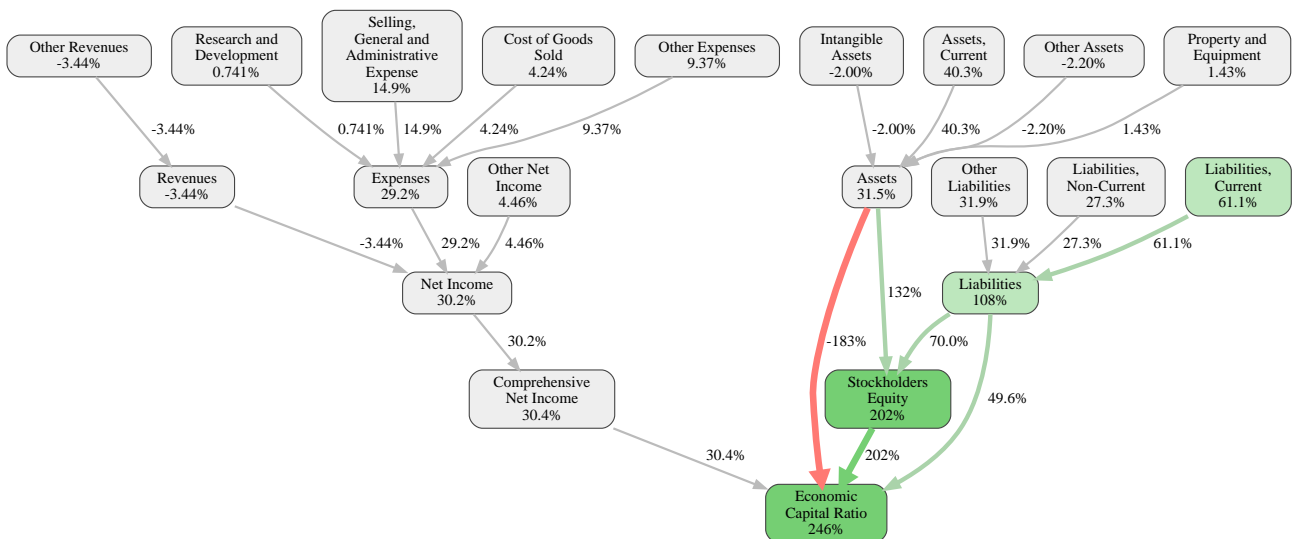 Other Revenues
-3.44%
Research and
Development
0.741%
Selling,
General and
Administrative
Expense
14.9%
Cost of Goods
Sold
4.24%
Other Expenses
9.37%
Intangible
Assets
-2.00%
Assets,
Current
40.3%
Other Assets
-2.20%
Property and
Equipment
1.43%
-3.44%
0.741%
14.9%
4.24%
9.37%
-2.00%
40.3%
-2.20%
1.43%
Revenues
-3.44%
Expenses
29.2%
Other Net
Income
4.46%
Assets
31.5%
Other
Liabilities
31.9%
Liabilities,
Non-Current
27.3%
Liabilities,
Current
61.1%
-3.44%
29.2%
4.46%
31.9%
27.3%
61.1%
Net Income
30.2%
Liabilities
108%
132%
30.2%
-183%
70.0%
Comprehensive
Net Income
30.4%
Stockholders
Equity
202%
49.6%
30.4%
202%
Economic
Capital Ratio
246%